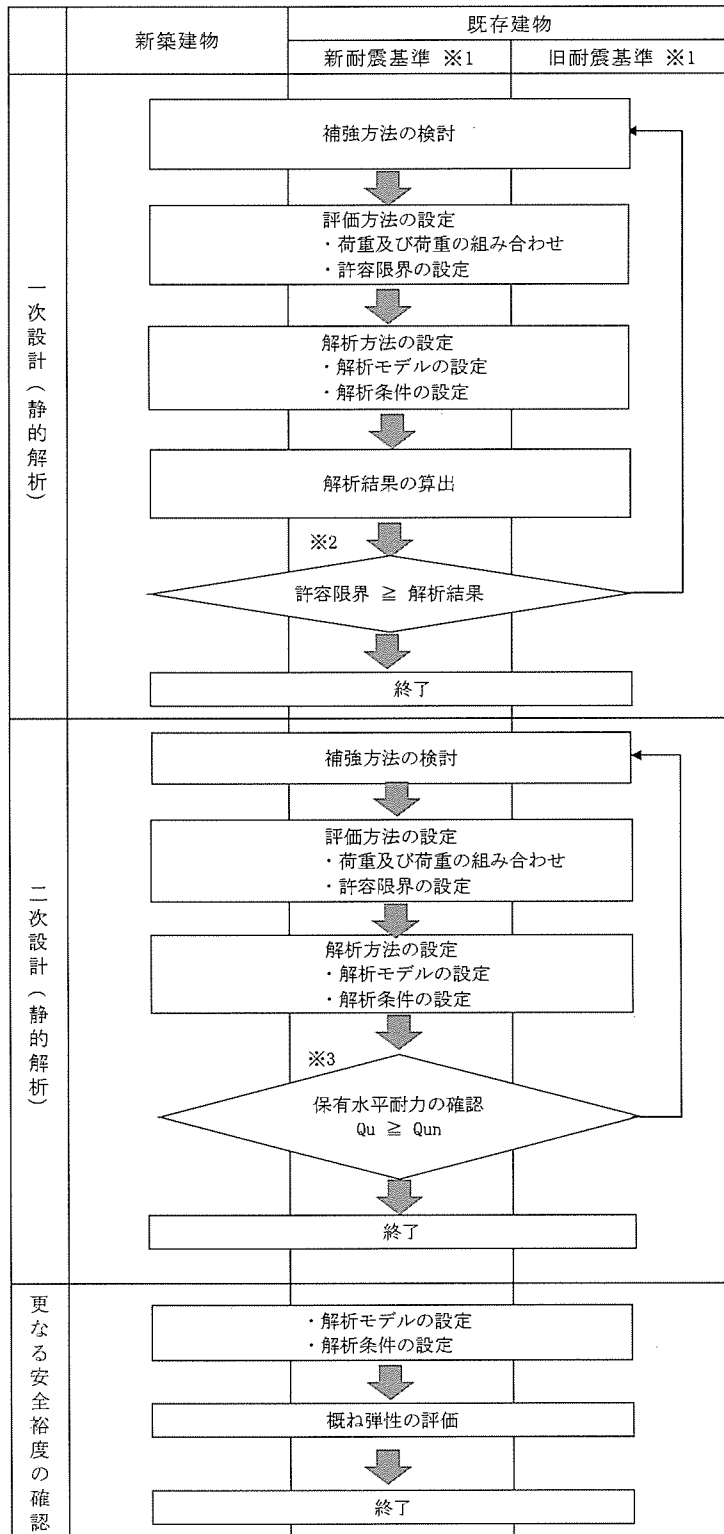 新築建物
既存建物
新耐震基準 ※1
旧耐震基準 ※1
一次設計(静的解析)
補強方法の検討
評価方法の設定
・荷重及び荷重の組み合わせ
・許容限界の設定
解析方法の設定
・解析モデルの設定
・解析条件の設定
解析結果の算出
※2
許容限界 ≧ 解析結果
終了
二次設計(静的解析)
補強方法の検討
評価方法の設定
・荷重及び荷重の組み合わせ
・許容限界の設定
解析方法の設定
・解析モデルの設定
・解析条件の設定
※3
保有水平耐力の確認
Qu ≧ Qun
終了
更なる安全裕度の確認
・解析モデルの設定
・解析条件の設定
概ね弾性の評価
終了